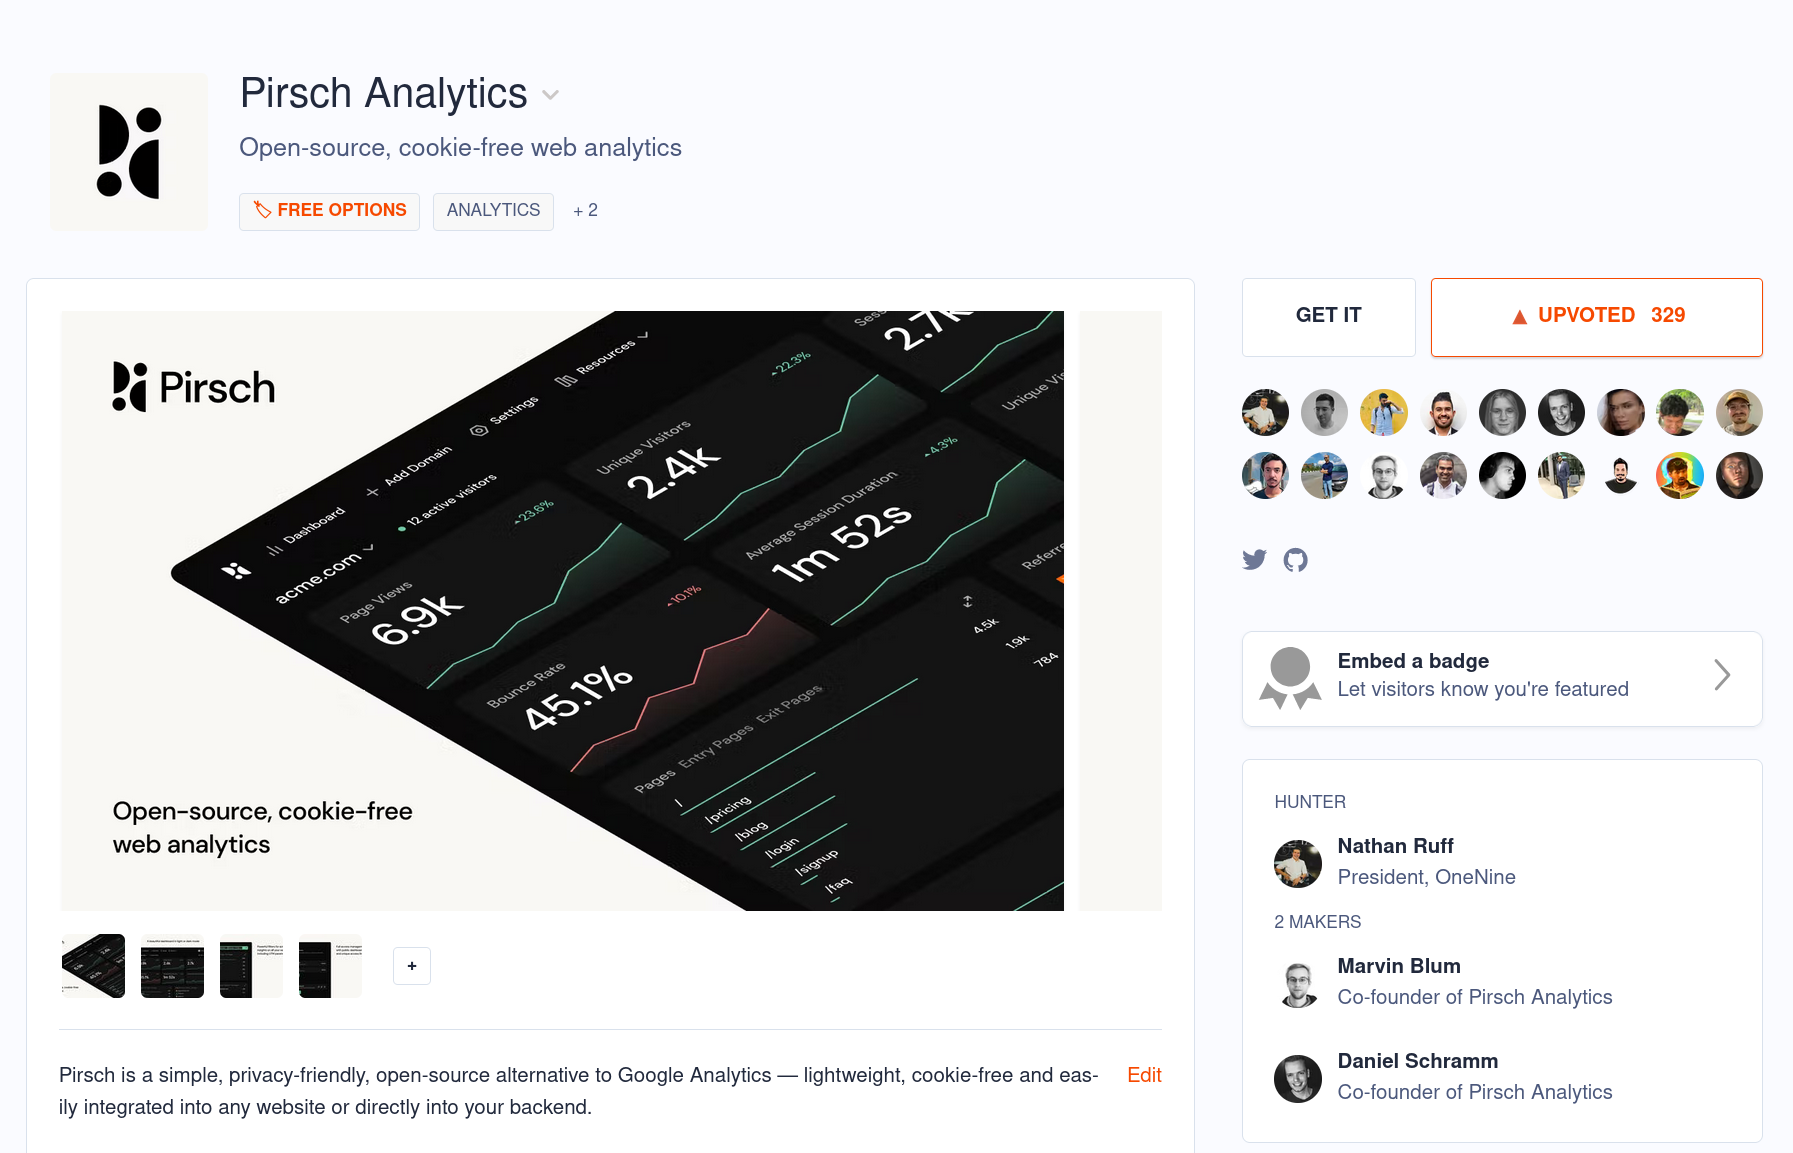 Pirsch Analytics
Open-source, cookie-free web analytics
FREE OPTIONS
ANALYTICS
+ 2
Pirsch
Open-source, cookie-free
web analytics
Dashboard
Add Domain
Settings
Resources
acme.com
12 active visitors
Page Views
6.9k
23.6%
Unique Visitors
2.4k
22.3%
Sess
2.7k
Bounce Rate
45.1%
10.1%
Average Session Duration
1m 52s
4.3%
Unique Vis
Pages Entry Pages Exit Pages
/
/pricing
/blog
/login
/signup
/faq
4.5k
1.9k
784
Referre
+
Pirsch is a simple, privacy-friendly, open-source alternative to Google Analytics — lightweight, cookie-free and eas-
ily integrated into any website or directly into your backend.
Edit
GET IT
UPVOTED 329
Embed a badge
Let visitors know you're featured
HUNTER
Nathan Ruff
President, OneNine
2 MAKERS
Marvin Blum
Co-founder of Pirsch Analytics
Daniel Schramm
Co-founder of Pirsch Analytics